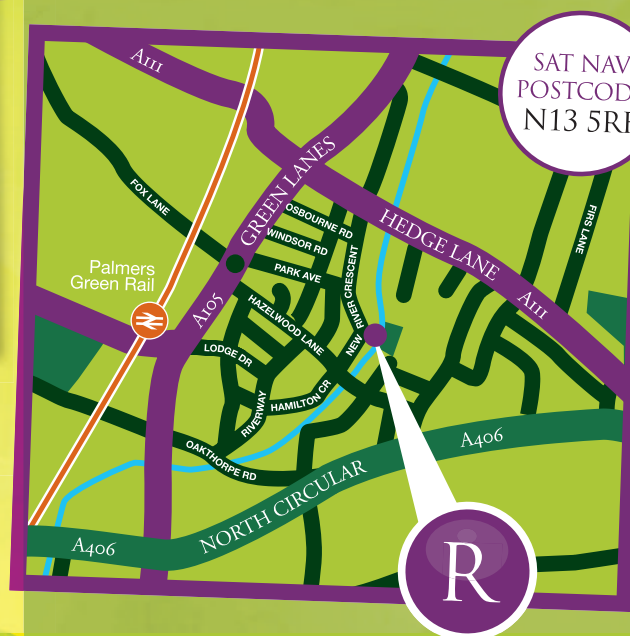 A111
SAT NAV
N13
FOX LANE
GREEN LANES
OSBOURNE RD
WINDSOR RD
PARK AVE
HEDGE LANE
FIRS LANE
A111
Palmers
Green Rail
A105
HAZELWOOD LANE
NEW RIVER CRESCENT
LODGE DR
HAMILTON CR
RIVERWAY
OAKTHORPE RD
A406
NORTH CIRCULAR
A406
R